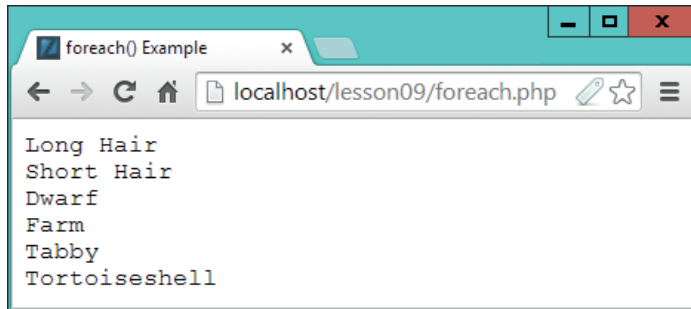 foreach() Example
localhost/lesson09/foreach.php
Long Hair
Short Hair
Dwarf
Farm
Tabby
Tortoiseshell